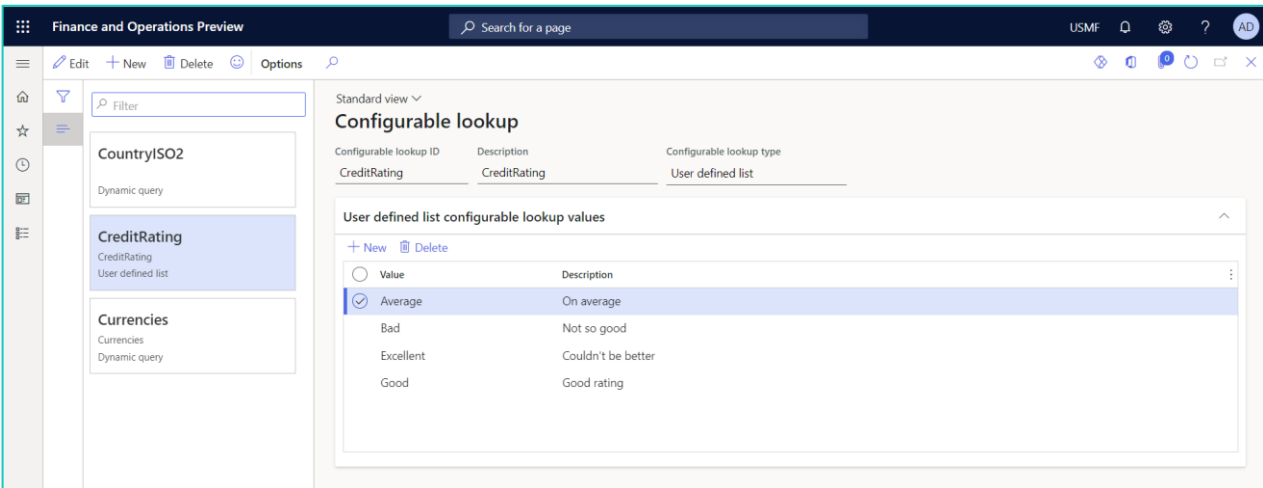 Finance and Operations Preview
Search for a page
USMF
?
AD
Edit
New
Delete
Options
0
Filter
CountryISO2
Dynamic query
CreditRating
CreditRating
User defined list
Currencies
Currencies
Dynamic query
Standard view
Configurable lookup
Configurable lookup ID Description Configurable lookup type
CreditRating CreditRating User defined list
User defined list configurable lookup values
New Delete
Value Description
Average On average
Bad Not so good
Excellent Couldn't be better
Good Good rating